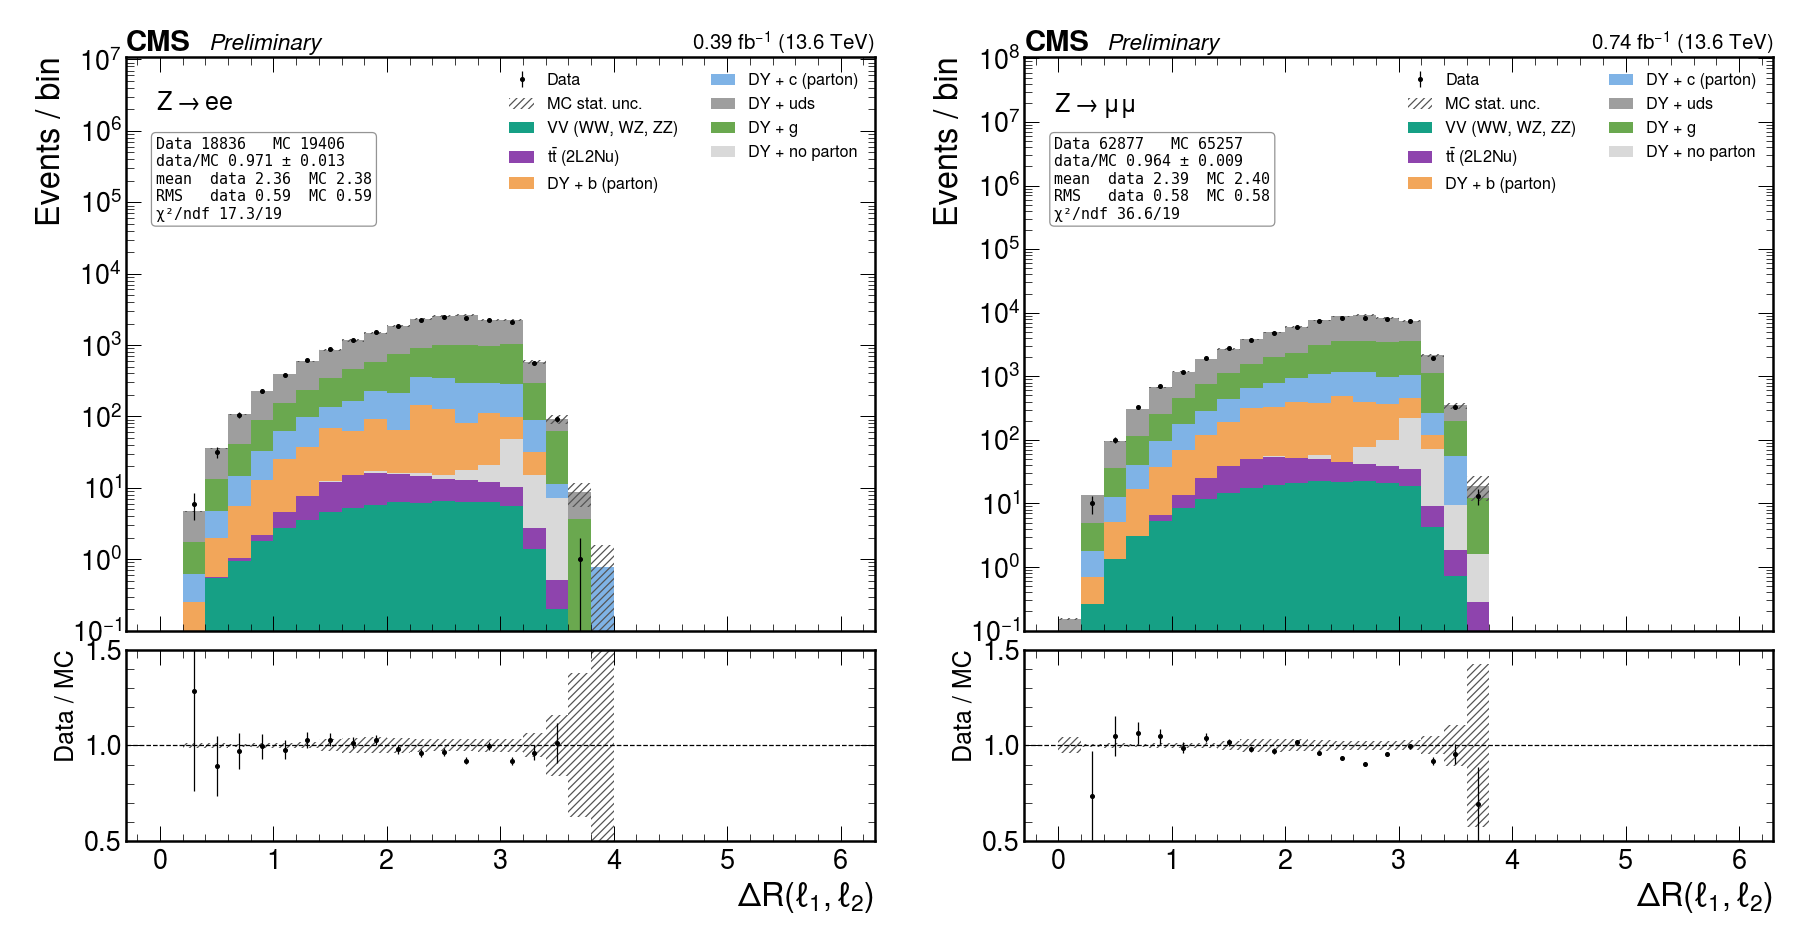 CMS Preliminary 0.39 fb⁻¹ (13.6 TeV)
Events / bin
10⁷
10⁶
10⁵
10⁴
10³
10²
10¹
10⁰
10⁻¹
Z → ee
Data 18836 MC 19406
data/MC 0.971 ± 0.013
mean data 2.36 MC 2.38
RMS data 0.59 MC 0.59
χ²/ndf 17.3/19
Data
MC stat. unc.
VV (WW, WZ, ZZ)
tt̄ (2L2Nu)
DY + b (parton)
DY + c (parton)
DY + uds
DY + g
DY + no parton
Data / MC
1.5
1.0
0.5
0 1 2 3 4 5 6
ΔR(ℓ₁, ℓ₂)
CMS Preliminary 0.74 fb⁻¹ (13.6 TeV)
Events / bin
10⁸
10⁷
10⁶
10⁵
10⁴
10³
10²
10¹
10⁰
10⁻¹
Z → μμ
Data 62877 MC 65257
data/MC 0.964 ± 0.009
mean data 2.39 MC 2.40
RMS data 0.58 MC 0.58
χ²/ndf 36.6/19
Data
MC stat. unc.
VV (WW, WZ, ZZ)
tt̄ (2L2Nu)
DY + b (parton)
DY + c (parton)
DY + uds
DY + g
DY + no parton
Data / MC
1.5
1.0
0.5
0 1 2 3 4 5 6
ΔR(ℓ₁, ℓ₂)